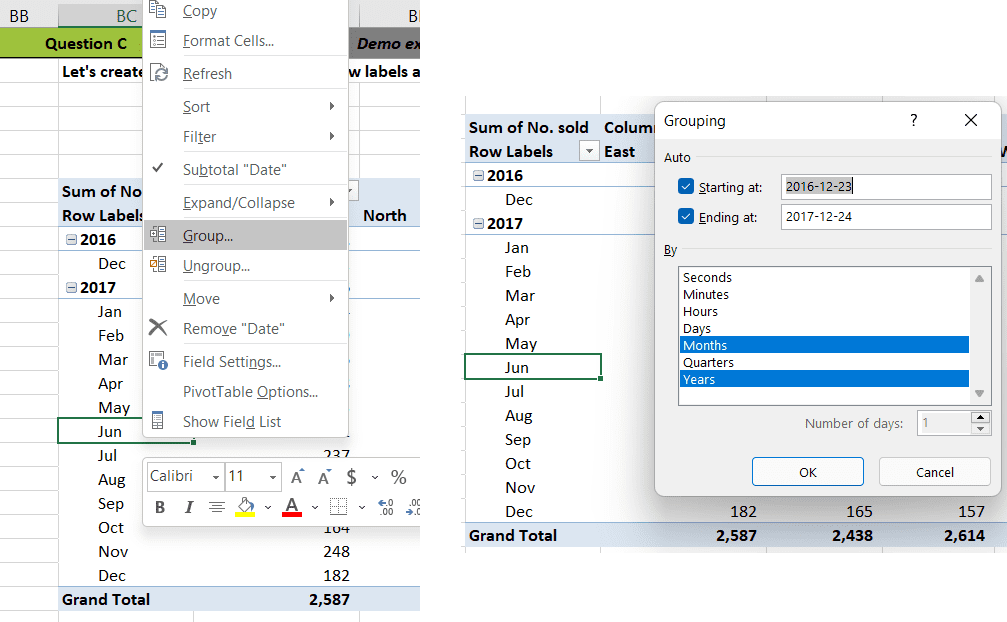 BB BC
Question C
Demo ex
Let's create
w labels a
Copy
Format Cells...
Refresh
Sort
Filter
Subtotal "Date"
Expand/Collapse
Group...
Ungroup...
Move
Remove "Date"
Field Settings...
PivotTable Options...
Show Field List
Sum of No
Row Labels North
2016
Dec
2017
Jan
Feb
Mar
Apr
May
Jun
Jul 237
Aug
Sep
Oct 164
Nov 248
Dec 182
Grand Total 2,587
Calibri 11 A A $ %
B I A .00
Sum of No. sold Column
Row Labels East
2016
Dec
2017
Jan
Feb
Mar
Apr
May
Jun
Jul
Aug
Sep
Oct
Nov
Dec 182 165 157
Grand Total 2,587 2,438 2,614
Grouping ?
Auto
Starting at: 2016-12-23
Ending at: 2017-12-24
By
Seconds
Minutes
Hours
Days
Months
Quarters
Years
Number of days: 1
OK Cancel